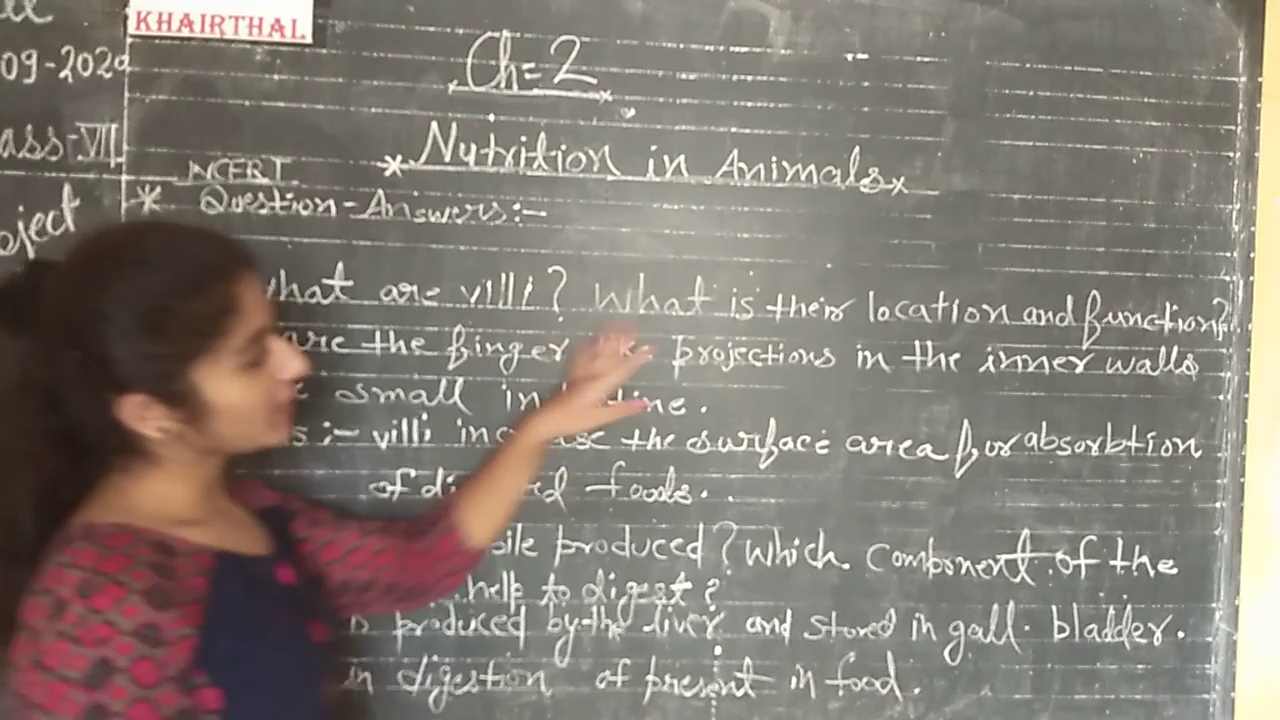 KHAIRTHAL
09-2020
Ch=2
ass-VII
Nutrition in Animals
NCERT
oject
* Question-Answers:-
what are villi? What is their location and function?
are the finger projections in the inner walls
small
villi increase the surface area for absorbtion
of foods.
bile produced? Which component of the
help to digest?
is produced by the liver and stored in gall bladder.
in digestion of present in food.